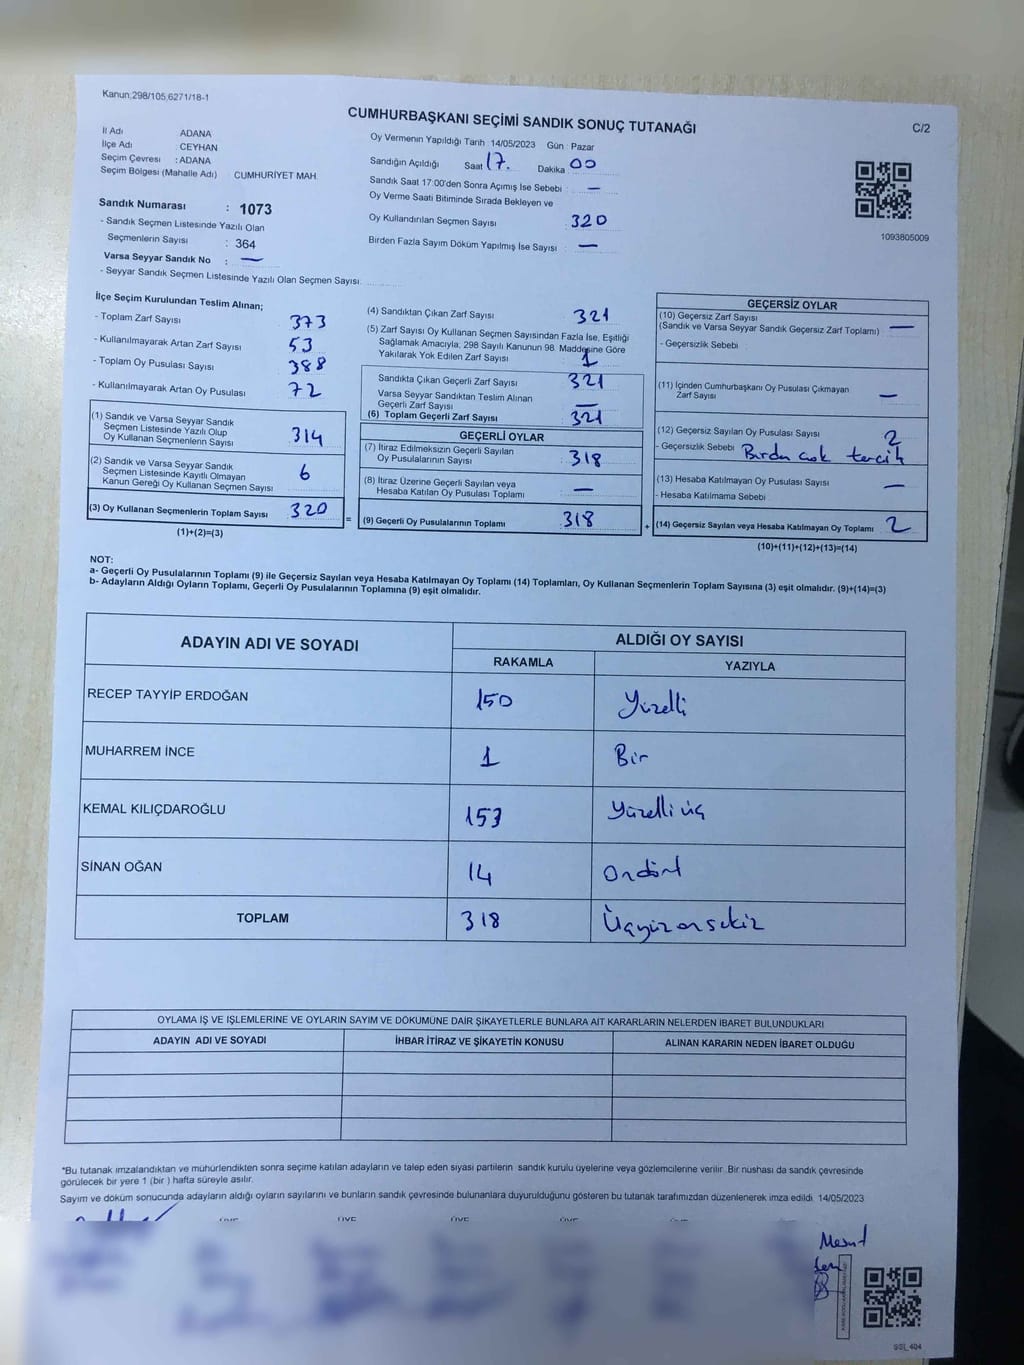 Kanun:298/105,6271/18-1
CUMHURBAŞKANI SEÇİMİ SANDIK SONUÇ TUTANAĞI
C/2
İl Adı ADANA
İlçe Adı : CEYHAN
Seçim Çevresi : ADANA
Seçim Bölgesi (Mahalle Adı) : CUMHURİYET MAH.
Sandık Numarası : 1073
- Sandık Seçmen Listesinde Yazılı Olan
Seçmenlerin Sayısı : 364
Varsa Seyyar Sandık No : —
- Seyyar Sandık Seçmen Listesinde Yazılı Olan Seçmen Sayısı:
Oy Vermenin Yapıldığı Tarih 14/05/2023 Gün : Pazar
Sandığın Açıldığı Saat 17. Dakika 00
Sandık Saat 17:00'den Sonra Açımış İse Sebebi : —
Oy Verme Saati Bitiminde Sırada Bekleyen ve
Oy Kullandırılan Seçmen Sayısı : 320
Birden Fazla Sayım Döküm Yapılmış İse Sayısı : —
1093805009
İlçe Seçim Kurulundan Teslim Alınan;
- Toplam Zarf Sayısı 373
- Kullanılmayarak Artan Zarf Sayısı 53
- Toplam Oy Pusulası Sayısı 388
- Kullanılmayarak Artan Oy Pusulası 72
(1) Sandık ve Varsa Seyyar Sandık
Seçmen Listesinde Yazılı Olup
Oy Kullanan Seçmenlerin Sayısı 314
(2) Sandık ve Varsa Seyyar Sandık
Seçmen Listesinde Kayıtlı Olmayan
Kanun Gereği Oy Kullanan Seçmen Sayısı 6
(3) Oy Kullanan Seçmenlerin Toplam Sayısı 320
(1)+(2)=(3)
(4) Sandıktan Çıkan Zarf Sayısı 321
(5) Zarf Sayısı Oy Kullanan Seçmen Sayısından Fazla İse, Eşitliği
Sağlamak Amacıyla; 298 Sayılı Kanunun 98. Maddesine Göre
Yakılarak Yok Edilen Zarf Sayısı 1
Sandıkta Çıkan Geçerli Zarf Sayısı 321
Varsa Seyyar Sandıktan Teslim Alınan
Geçerli Zarf Sayısı —
(6) Toplam Geçerli Zarf Sayısı 321
GEÇERLİ OYLAR
(7) İtiraz Edilmeksizin Geçerli Sayılan
Oy Pusulalarının Sayısı 318
(8) İtiraz Üzerine Geçerli Sayılan veya
Hesaba Katılan Oy Pusulası Toplamı —
= (9) Geçerli Oy Pusulalarının Toplamı 318
GEÇERSİZ OYLAR
(10) Geçersiz Zarf Sayısı
(Sandık ve Varsa Seyyar Sandık Geçersiz Zarf Toplamı) —
- Geçersizlik Sebebi
(11) İçinden Cumhurbaşkanı Oy Pusulası Çıkmayan
Zarf Sayısı —
(12) Geçersiz Sayılan Oy Pusulası Sayısı 2
- Geçersizlik Sebebi Birden cok tercih
(13) Hesaba Katılmayan Oy Pusulası Sayısı —
- Hesaba Katılmama Sebebi
+ (14) Geçersiz Sayılan veya Hesaba Katılmayan Oy Toplamı 2
(10)+(11)+(12)+(13)=(14)
NOT:
a- Geçerli Oy Pusulalarının Toplamı (9) ile Geçersiz Sayılan veya Hesaba Katılmayan Oy Toplamı (14) Toplamları, Oy Kullanan Seçmenlerin Toplam Sayısına (3) eşit olmalıdır. (9)+(14)=(3)
b- Adayların Aldığı Oyların Toplamı, Geçerli Oy Pusulalarının Toplamına (9) eşit olmalıdır.
ADAYIN ADI VE SOYADI
ALDIĞI OY SAYISI
RAKAMLA YAZIYLA
RECEP TAYYİP ERDOĞAN 150 Yüzelli
MUHARREM İNCE 1 Bir
KEMAL KILIÇDAROĞLU 153 Yüzelli üç
SİNAN OĞAN 14 Ondört
TOPLAM 318 Üçyüzonsekiz
OYLAMA İŞ VE İŞLEMLERİNE VE OYLARIN SAYIM VE DÖKÜMÜNE DAİR ŞİKAYETLERLE BUNLARA AİT KARARLARIN NELERDEN İBARET BULUNDUKLARI
ADAYIN ADI VE SOYADI İHBAR İTİRAZ VE ŞİKAYETİN KONUSU ALINAN KARARIN NEDEN İBARET OLDUĞU
*Bu tutanak imzalandıktan ve mühürlendikten sonra seçime katılan adayların ve talep eden siyasi partilerin sandık kurulu üyelerine veya gözlemcilerine verilir. Bir nüshası da sandık çevresinde
görülecek bir yere 1 (bir ) hafta süreyle asılır.
Sayım ve döküm sonucunda adayların aldığı oyların sayılarını ve bunların sandık çevresinde bulunanlara duyurulduğunu gösteren bu tutanak tarafımızdan düzenlenerek imza edildi. 14/05/2023
ÜYE ÜYE ÜYE ÜYE ÜYE
Mesut
SSI_404